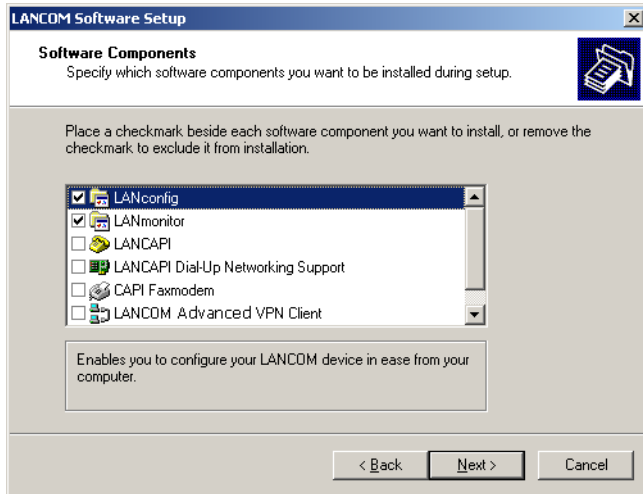 LANCOM Software Setup
Software Components
Specify which software components you want to be installed during setup.
Place a checkmark beside each software component you want to install, or remove the
checkmark to exclude it from installation.
LANconfig
LANmonitor
LANCAPI
LANCAPI Dial-Up Networking Support
CAPI Faxmodem
LANCOM Advanced VPN Client
Enables you to configure your LANCOM device in ease from your
computer.
< Back
Next >
Cancel